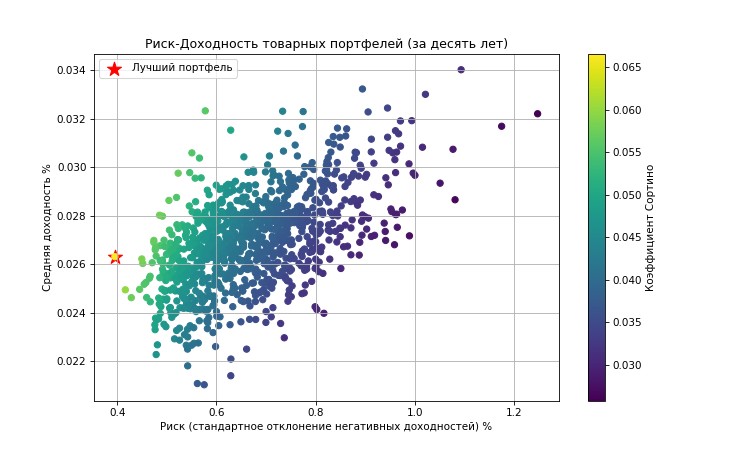 Риск-Доходность товарных портфелей (за десять лет)
Лучший портфель
Средняя доходность %
0.034
0.032
0.030
0.028
0.026
0.024
0.022
0.4 0.6 0.8 1.0 1.2
Риск (стандартное отклонение негативных доходностей) %
0.065
0.060
0.055
0.050
0.045
0.040
0.035
0.030
Коэффициент Сортино